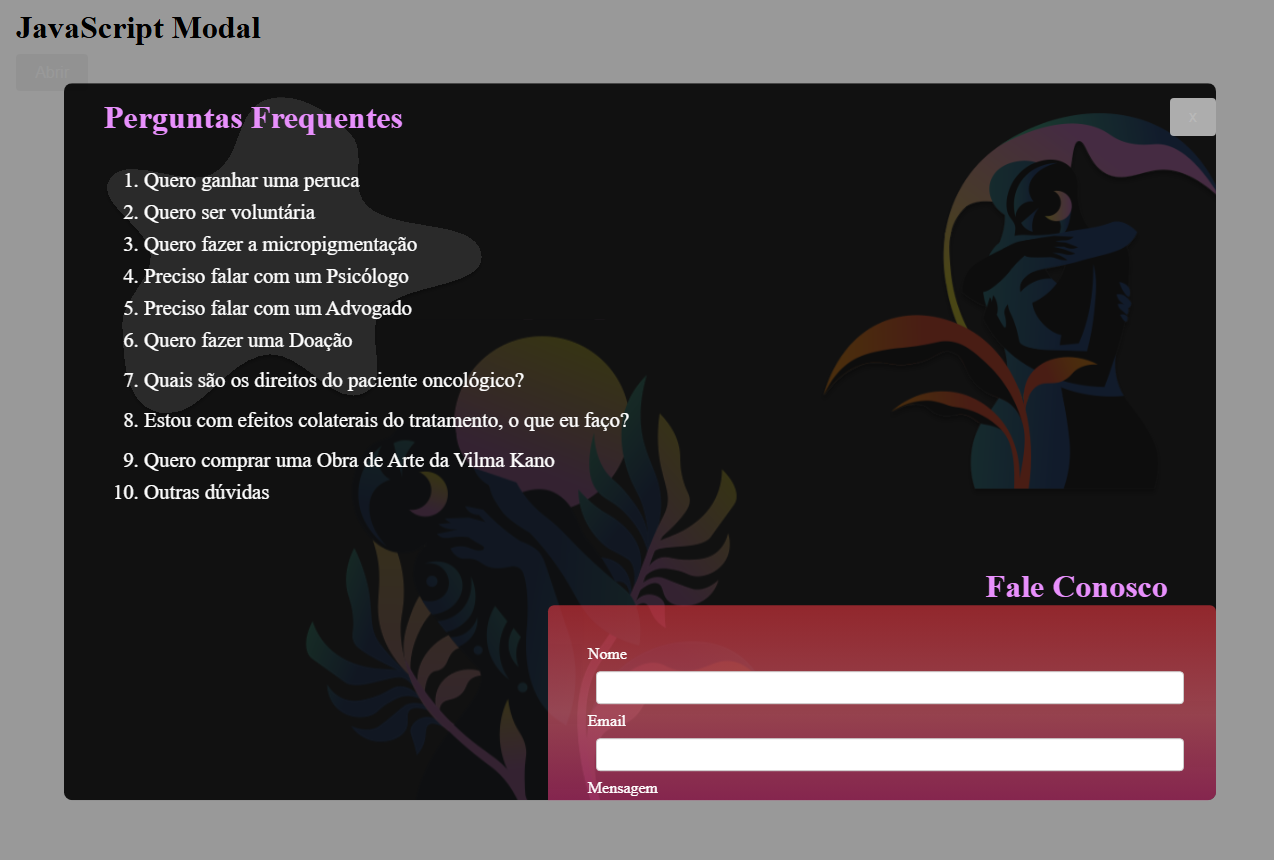 JavaScript Modal
Abrir
Perguntas Frequentes
x
1. Quero ganhar uma peruca
2. Quero ser voluntária
3. Quero fazer a micropigmentação
4. Preciso falar com um Psicólogo
5. Preciso falar com um Advogado
6. Quero fazer uma Doação
7. Quais são os direitos do paciente oncológico?
8. Estou com efeitos colaterais do tratamento, o que eu faço?
9. Quero comprar uma Obra de Arte da Vilma Kano
10. Outras dúvidas
Fale Conosco
Nome
Email
Mensagem